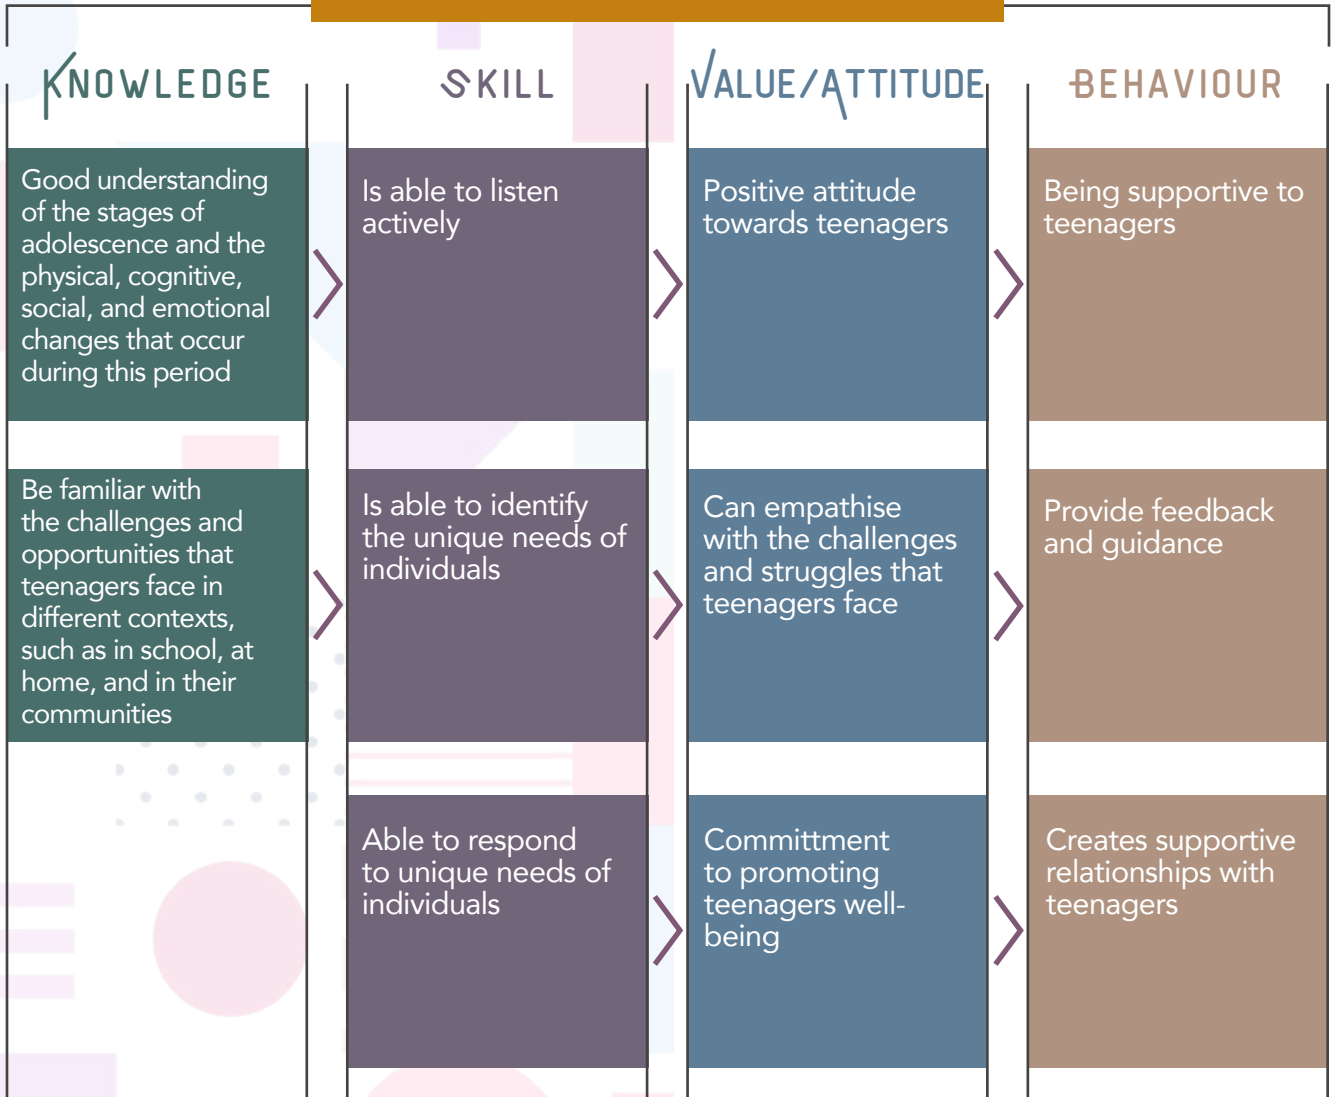 KNOWLEDGE
SKILL
VALUE/ATTITUDE
BEHAVIOUR
Good understanding
of the stages of
adolescence and the
physical, cognitive,
social, and emotional
changes that occur
during this period
Is able to listen
actively
Positive attitude
towards teenagers
Being supportive to
teenagers
Be familiar with
the challenges and
opportunities that
teenagers face in
different contexts,
such as in school, at
home, and in their
communities
Is able to identify
the unique needs of
individuals
Can empathise
with the challenges
and struggles that
teenagers face
Provide feedback
and guidance
Able to respond
to unique needs of
individuals
Committment
to promoting
teenagers well-
being
Creates supportive
relationships with
teenagers